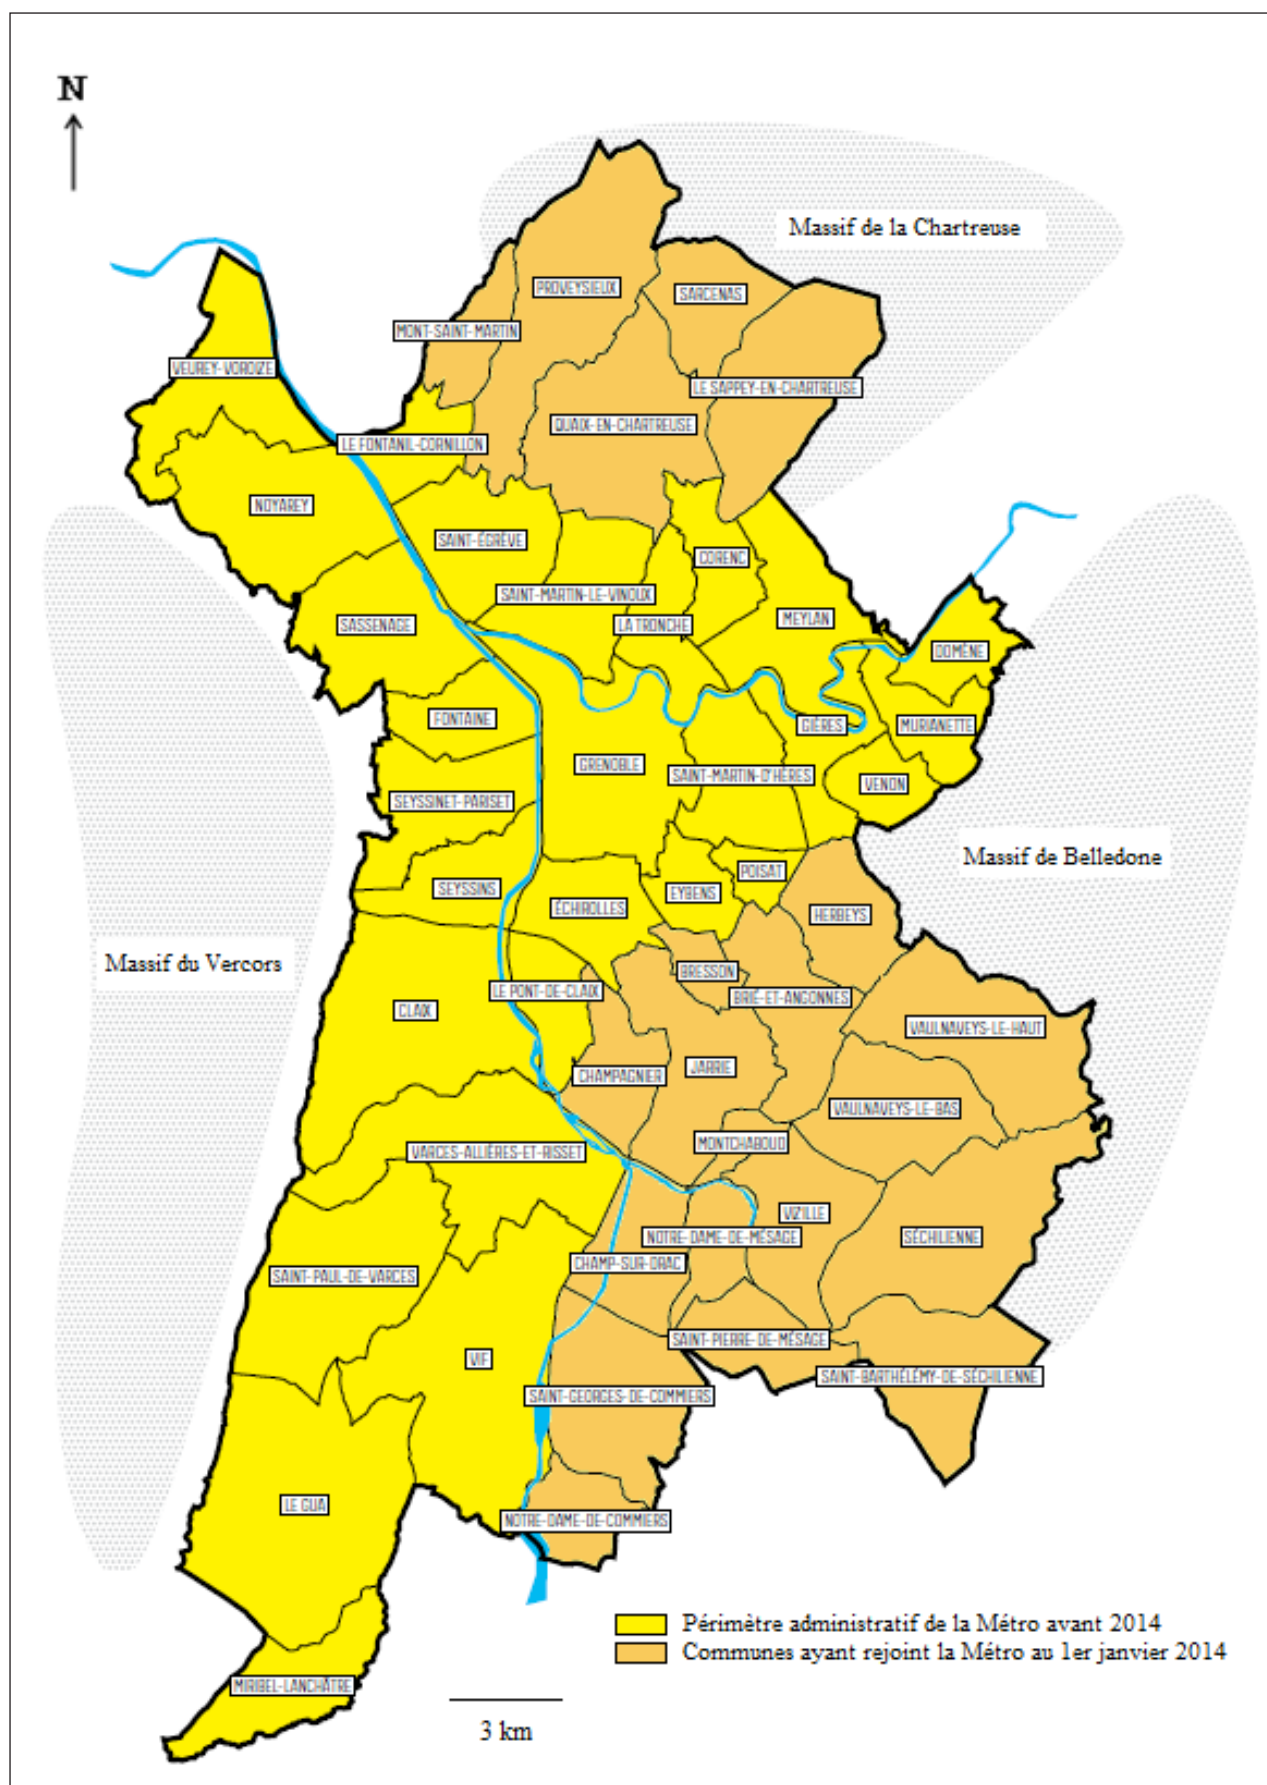 N
Massif de la Chartreuse
PROVEYSIEUX
SARCENAS
MONT-SAINT-MARTIN
VEUREY-VOROIZE
LE SAPPEY-EN-CHARTREUSE
QUAIX-EN-CHARTREUSE
LE FONTANIL-CORNILLON
NOYAREY
SAINT-ÉGRÈVE
CORENC
SAINT-MARTIN-LE-VINOUX
MEYLAN
SASSENAGE
LA TRONCHE
DOMÈNE
FONTAINE
GIÈRES
MURIANETTE
GRENOBLE
SAINT-MARTIN-D'HÈRES
VENON
SEYSSINET-PARISET
Massif de Belledone
POISAT
SEYSSINS
EYBENS
ÉCHIROLLES
HERBEYS
Massif du Vercors
BRESSON
LE PONT-DE-CLAIX
BRIÉ-ET-ANGONNES
CLAIX
VAULNAVEYS-LE-HAUT
JARRIE
CHAMPAGNIER
VAULNAVEYS-LE-BAS
MONTCHABOUD
VARCES-ALLIÈRES-ET-RISSET
VIZILLE
NOTRE-DAME-DE-MÉSAGE
SÉCHILIENNE
CHAMP-SUR-DRAC
SAINT-PAUL-DE-VARCES
SAINT-PIERRE-DE-MÉSAGE
VIF
SAINT-BARTHÉLÉMY-DE-SÉCHILIENNE
SAINT-GEORGES-DE-COMMIERS
LE GUA
NOTRE-DAME-DE-COMMIERS
Périmètre administratif de la Métro avant 2014
Communes ayant rejoint la Métro au 1er janvier 2014
MIRIBEL-LANCHÂTRE
3 km